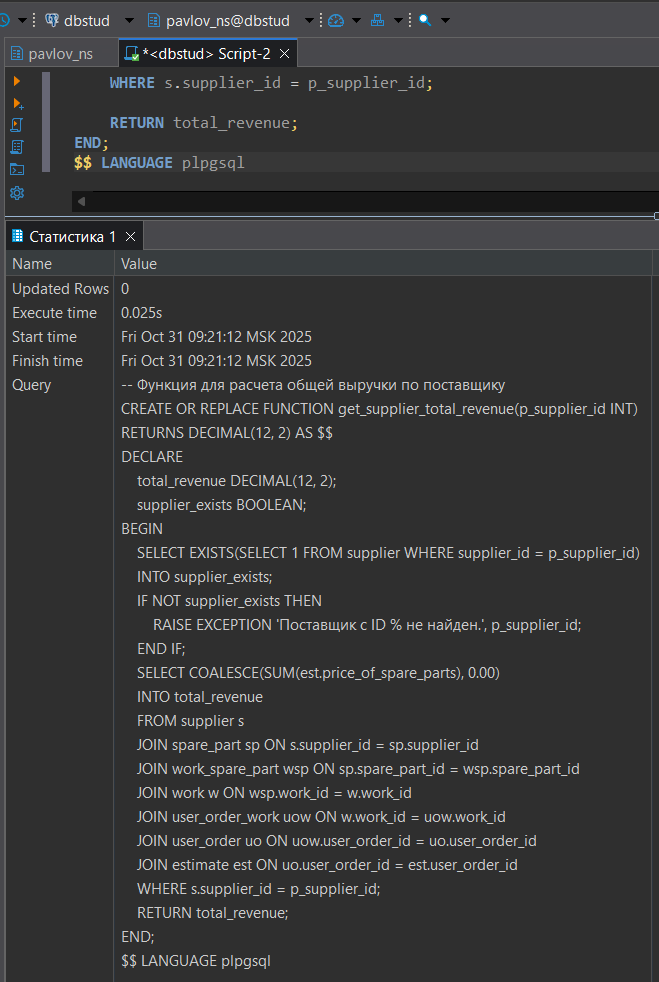 dbstud pavlov_ns@dbstud
pavlov_ns *<dbstud> Script-2
WHERE s.supplier_id = p_supplier_id;
RETURN total_revenue;
END;
$$ LANGUAGE plpgsql
Статистика 1
Name Value
Updated Rows 0
Execute time 0.025s
Start time Fri Oct 31 09:21:12 MSK 2025
Finish time Fri Oct 31 09:21:12 MSK 2025
Query -- Функция для расчета общей выручки по поставщику
CREATE OR REPLACE FUNCTION get_supplier_total_revenue(p_supplier_id INT)
RETURNS DECIMAL(12, 2) AS $$
DECLARE
total_revenue DECIMAL(12, 2);
supplier_exists BOOLEAN;
BEGIN
SELECT EXISTS(SELECT 1 FROM supplier WHERE supplier_id = p_supplier_id)
INTO supplier_exists;
IF NOT supplier_exists THEN
RAISE EXCEPTION 'Поставщик с ID % не найден.', p_supplier_id;
END IF;
SELECT COALESCE(SUM(est.price_of_spare_parts), 0.00)
INTO total_revenue
FROM supplier s
JOIN spare_part sp ON s.supplier_id = sp.supplier_id
JOIN work_spare_part wsp ON sp.spare_part_id = wsp.spare_part_id
JOIN work w ON wsp.work_id = w.work_id
JOIN user_order_work uow ON w.work_id = uow.work_id
JOIN user_order uo ON uow.user_order_id = uo.user_order_id
JOIN estimate est ON uo.user_order_id = est.user_order_id
WHERE s.supplier_id = p_supplier_id;
RETURN total_revenue;
END;
$$ LANGUAGE plpgsql